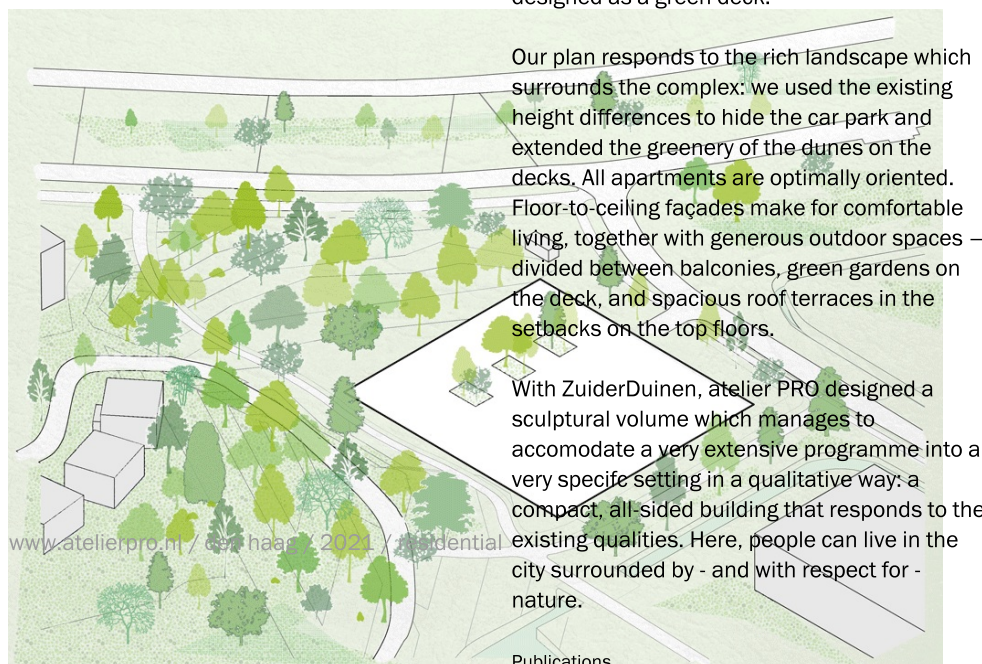 designed as a green deck.
Our plan responds to the rich landscape which
surrounds the complex: we used the existing
height differences to hide the car park and
extended the greenery of the dunes on the
decks. All apartments are optimally oriented.
Floor-to-ceiling façades make for comfortable
living, together with generous outdoor spaces –
divided between balconies, green gardens on
the deck, and spacious roof terraces in the
setbacks on the top floors.
With ZuiderDuinen, atelier PRO designed a
sculptural volume which manages to
accomodate a very extensive programme into a
very specifc setting in a qualitative way: a
compact, all-sided building that responds to the
existing qualities. Here, people can live in the
city surrounded by - and with respect for -
nature.
www.atelierpro.nl / den haag / 2021 / residential
Publications